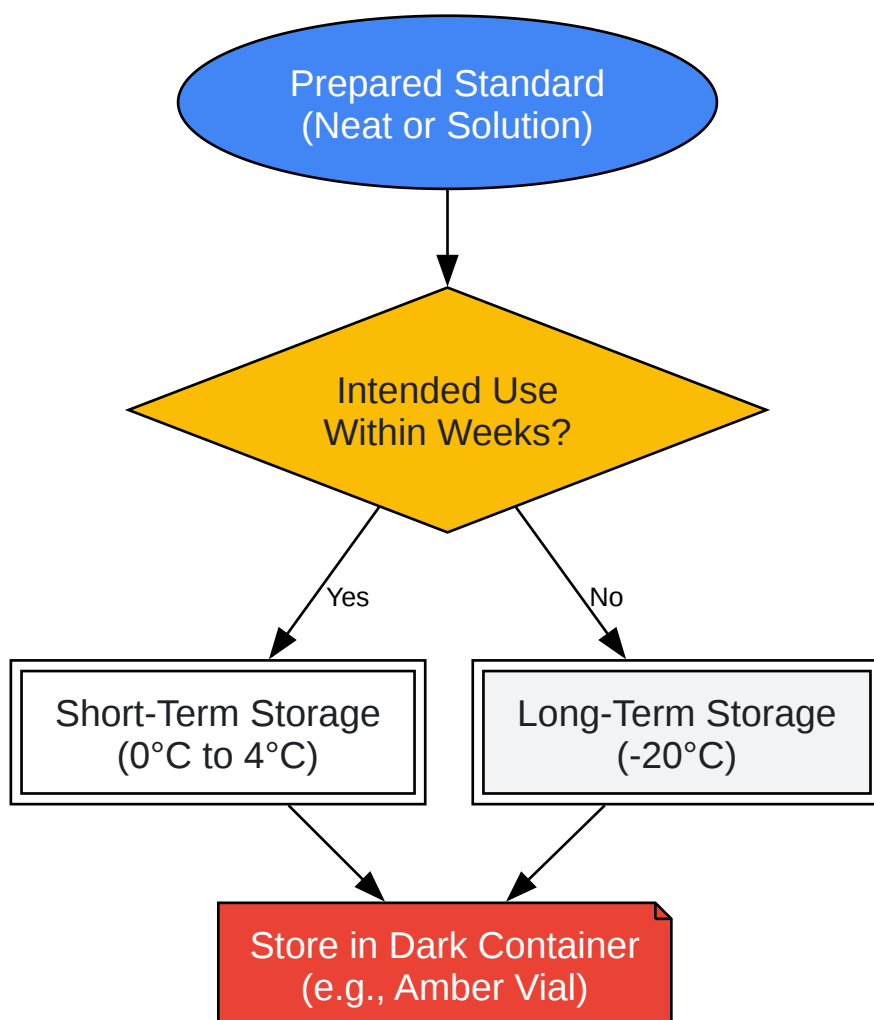 Prepared Standard
(Neat or Solution)
Intended Use
Within Weeks?
Yes
No
Short-Term Storage
(0°C to 4°C)
Long-Term Storage
(-20°C)
Store in Dark Container
(e.g., Amber Vial)